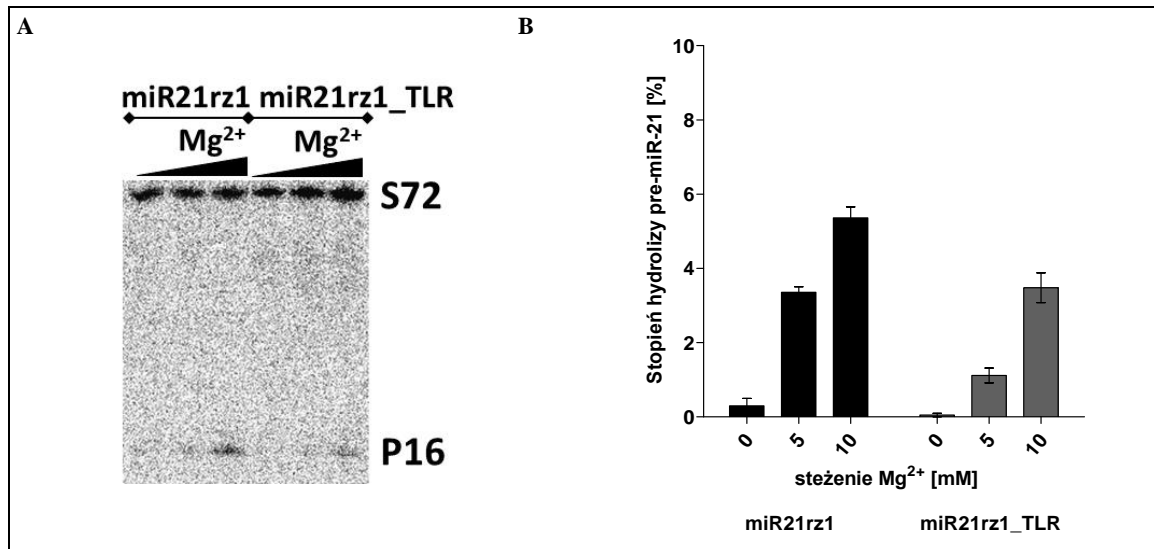 A
miR21rz1 miR21rz1_TLR
Mg²⁺ Mg²⁺
S72
P16
B
Stopień hydrolizy pre-miR-21 [%]
10
8
6
4
2
0
0 5 10 0 5 10
steżenie Mg²⁺ [mM]
miR21rz1 miR21rz1_TLR